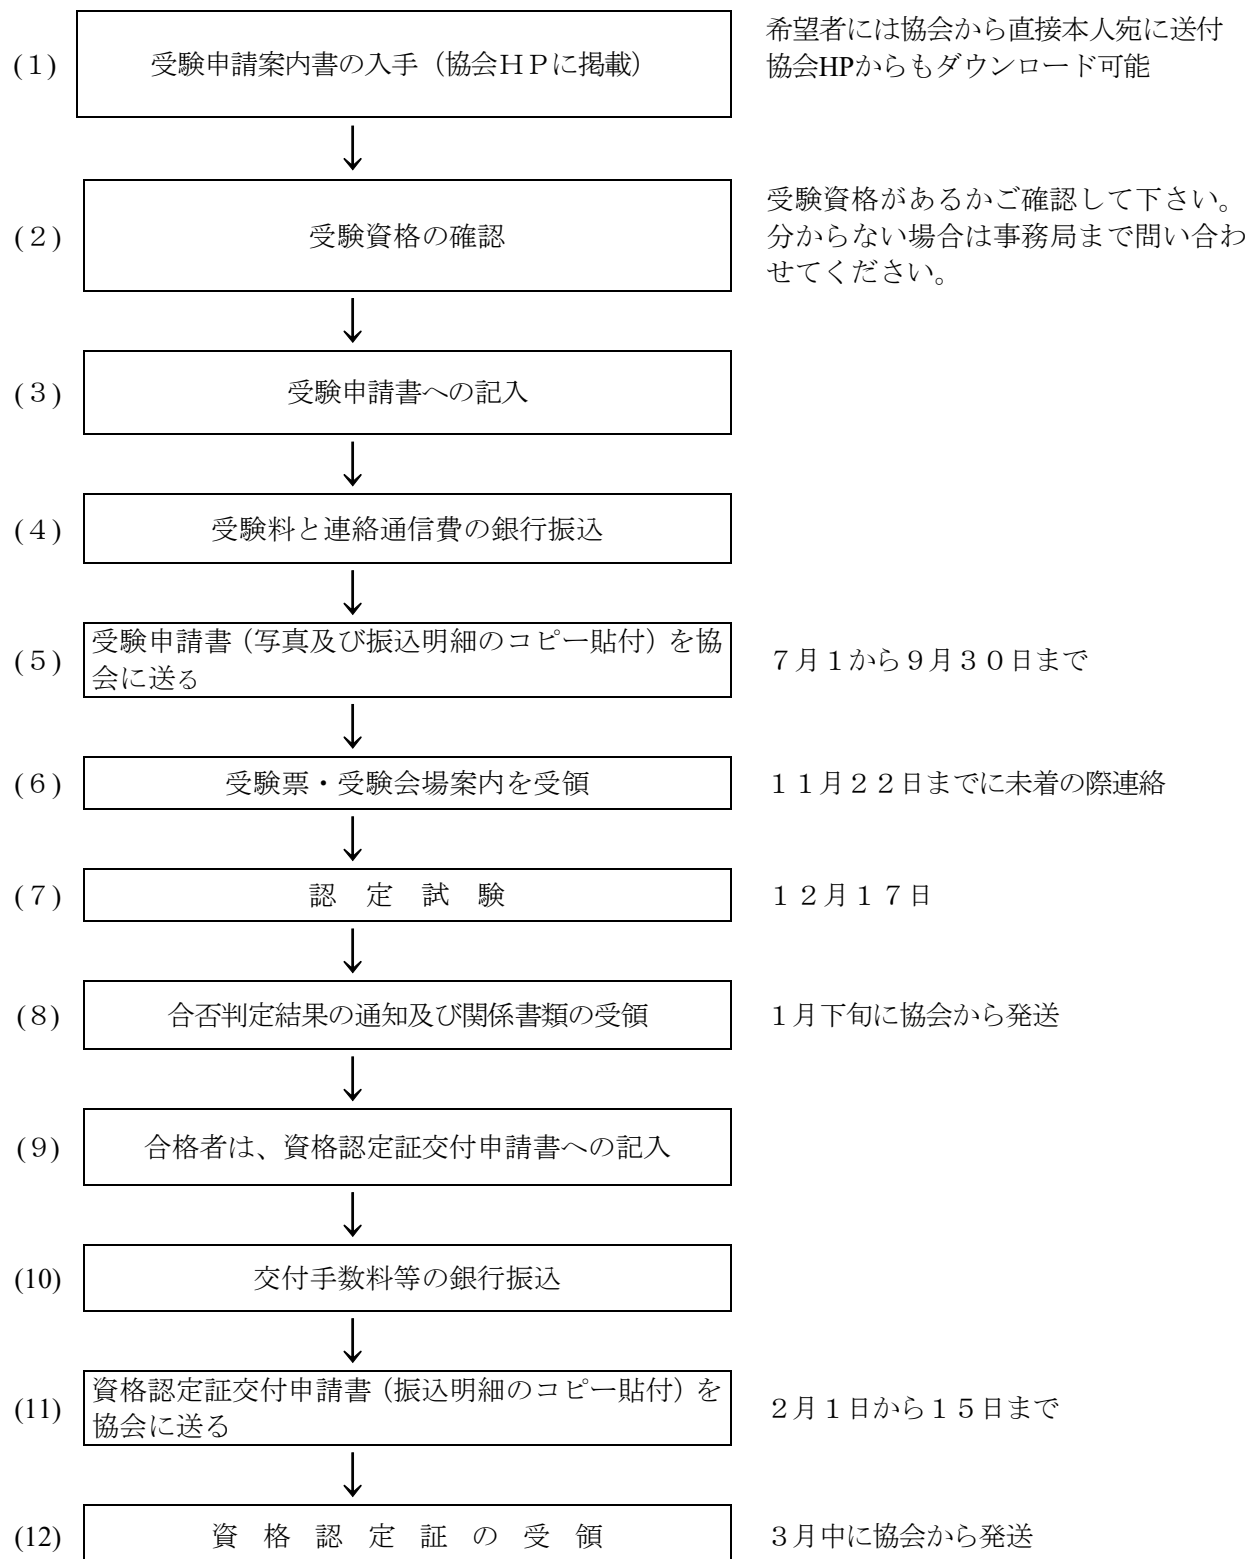 (１) 受験申請案内書の入手（協会ＨＰに掲載） 希望者には協会から直接本人宛に送付
協会HPからもダウンロード可能
(２) 受験資格の確認 受験資格があるかご確認して下さい。
分からない場合は事務局まで問い合わ
せてください。
(３) 受験申請書への記入
(４) 受験料と連絡通信費の銀行振込
(５) 受験申請書（写真及び振込明細のコピー貼付）を協
会に送る
７月１から９月３０日まで
(６) 受験票・受験会場案内を受領 １１月２２日までに未着の際連絡
(７) 認　定　試　験 １２月１７日
(８) 合否判定結果の通知及び関係書類の受領 １月下旬に協会から発送
(９) 合格者は、資格認定証交付申請書への記入
(10) 交付手数料等の銀行振込
(11) 資格認定証交付申請書（振込明細のコピー貼付）を
協会に送る
２月１日から１５日まで
(12) 資　格　認　定　証　の　受　領 ３月中に協会から発送